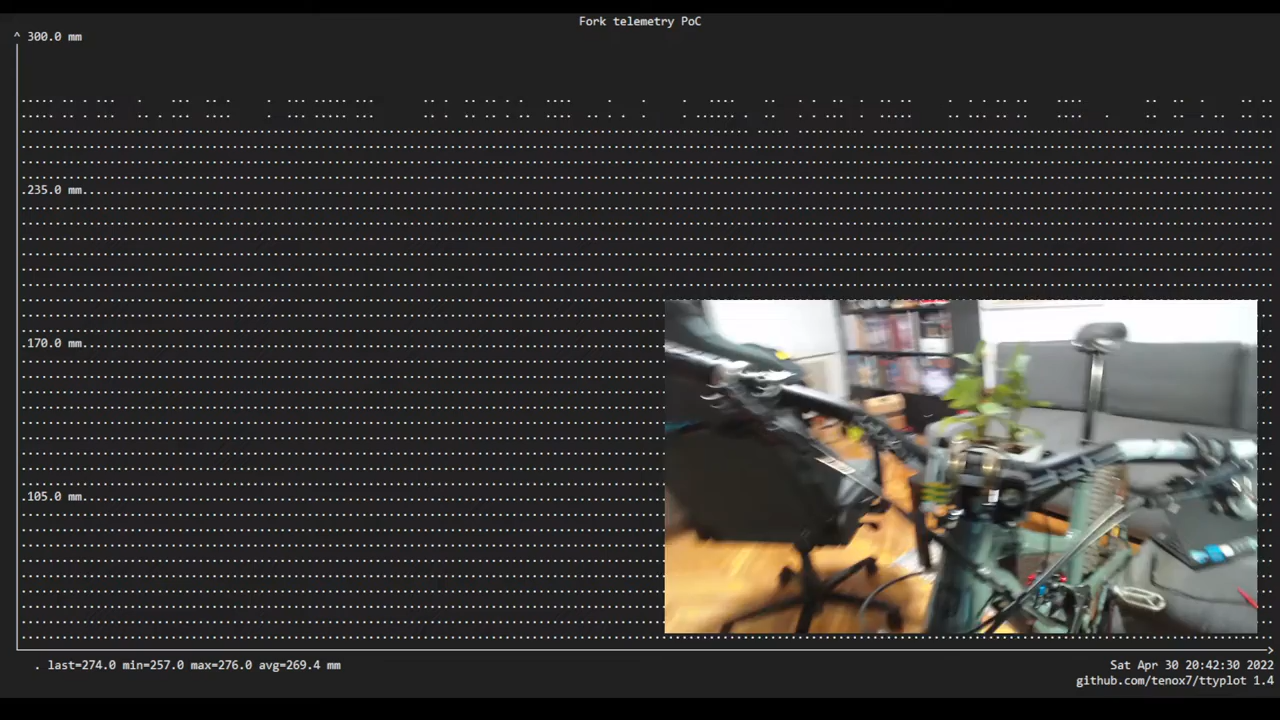 Fork telemetry PoC
^ 300.0 mm
235.0 mm
170.0 mm
105.0 mm
. last=274.0 min=257.0 max=276.0 avg=269.4 mm
Sat Apr 30 20:42:30 2022
github.com/tenox7/ttyplot 1.4